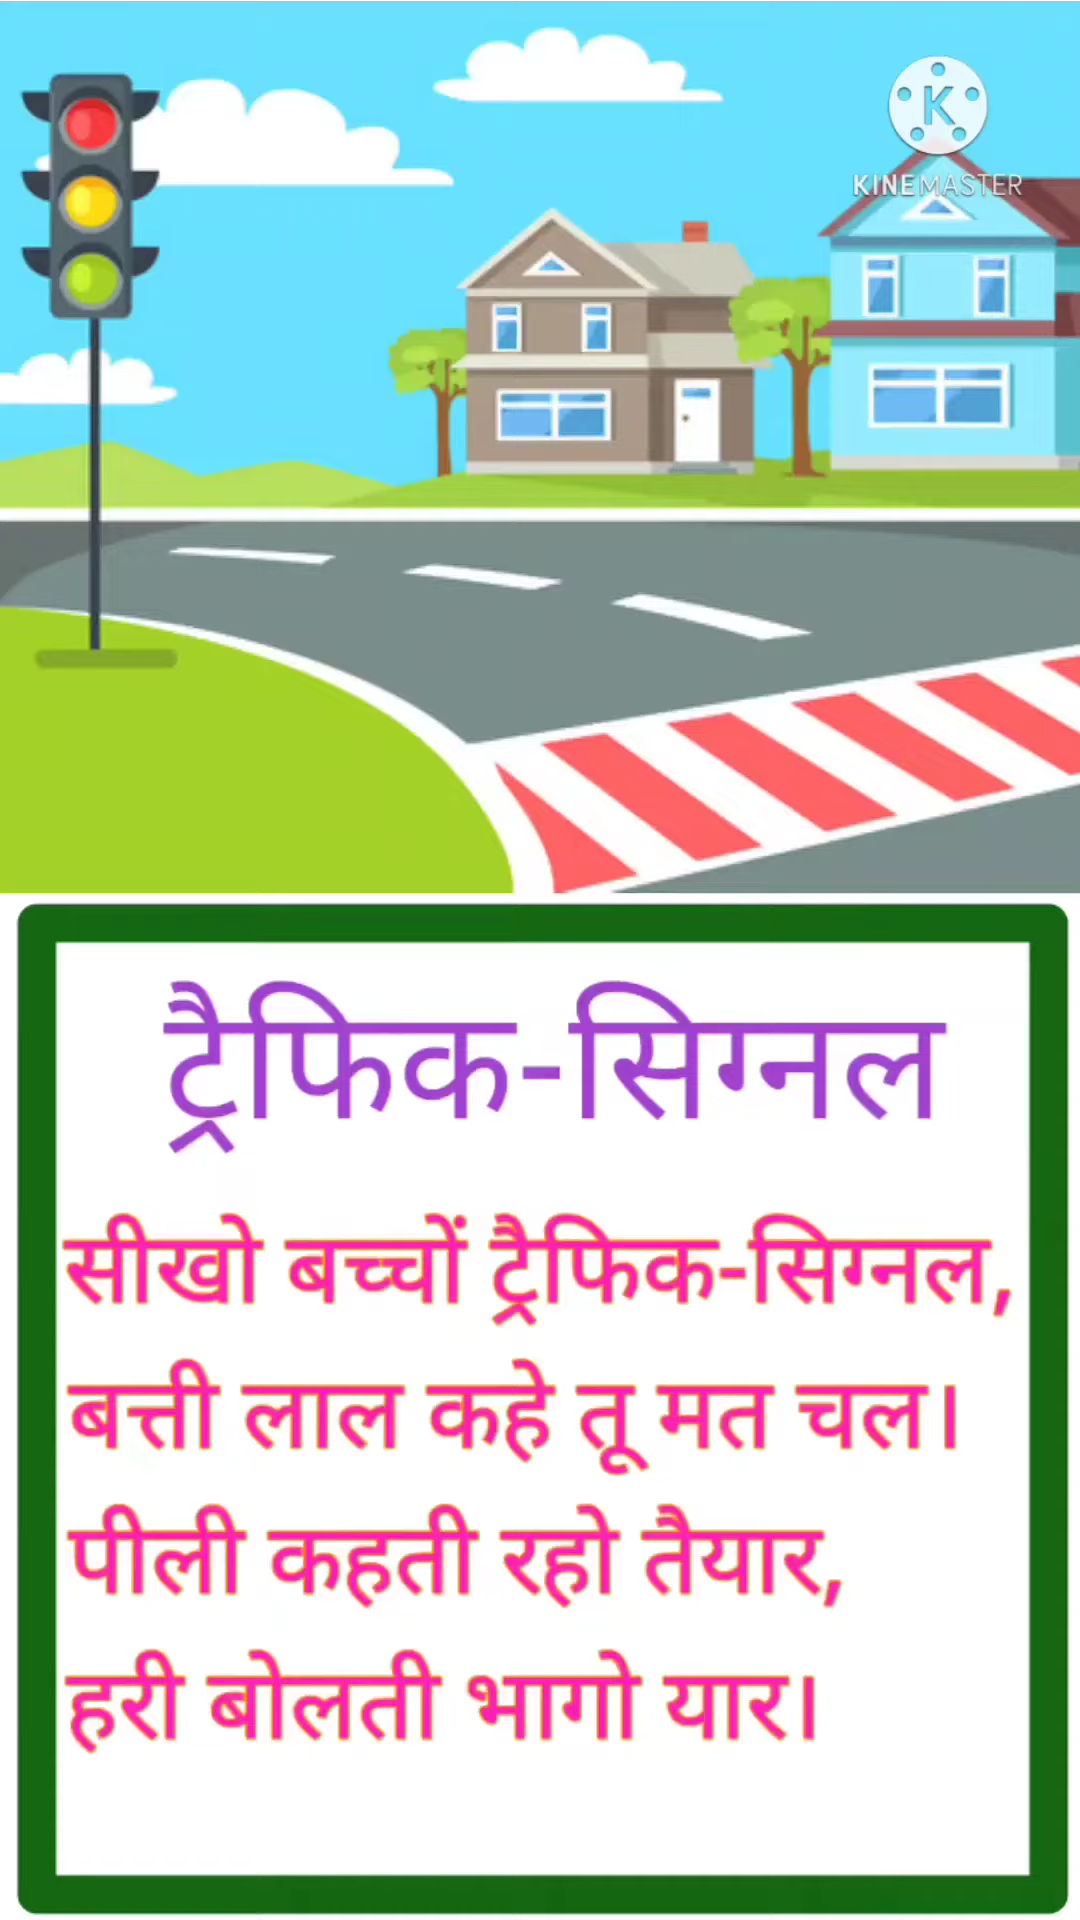 K
KINEMASTER
ट्रैफिक-सिग्नल
सीखो बच्चों ट्रैफिक-सिग्नल,
बत्ती लाल कहे तू मत चल।
पीली कहती रहो तैयार,
हरी बोलती भागो यार।